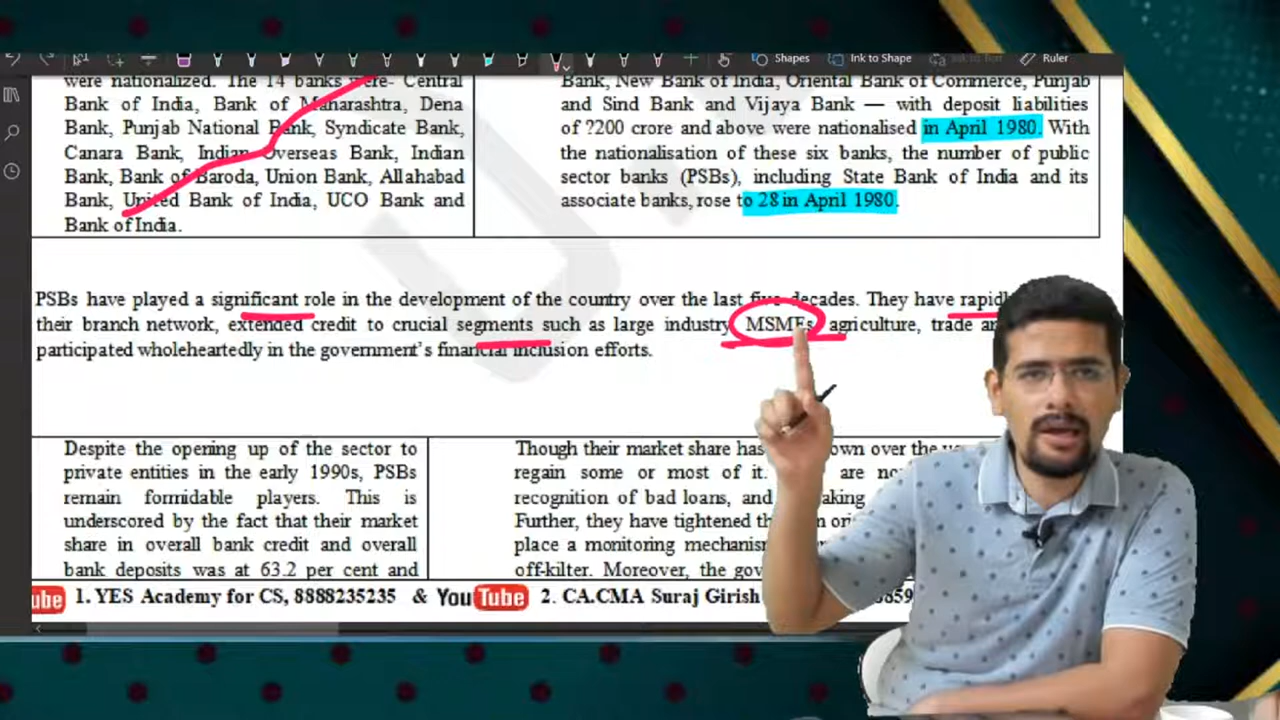 Shapes Ink to Shape Ink to Text Ruler
were nationalized. The 14 banks were- Central
Bank of India, Bank of Maharashtra, Dena
Bank, Punjab National Bank, Syndicate Bank,
Canara Bank, Indian Overseas Bank, Indian
Bank, Bank of Baroda, Union Bank, Allahabad
Bank, United Bank of India, UCO Bank and
Bank of India.
Bank, New Bank of India, Oriental Bank of Commerce, Punjab
and Sind Bank and Vijaya Bank — with deposit liabilities
of ?200 crore and above were nationalised in April 1980. With
the nationalisation of these six banks, the number of public
sector banks (PSBs), including State Bank of India and its
associate banks, rose to 28 in April 1980.
PSBs have played a significant role in the development of the country over the last five decades. They have
their branch network, extended credit to crucial segments such as large industry MSMEs agriculture, trade
participated wholeheartedly in the government's financial inclusion efforts.
Despite the opening up of the sector to
private entities in the early 1990s, PSBs
remain formidable players. This is
underscored by the fact that their market
share in overall bank credit and overall
bank deposits was at 63.2 per cent and
Though their market share has over the
regain some or most of it. are
recognition of bad loans, and
Further, they have tightened
place a monitoring mechanism
off-kilter. Moreover, the
1. YES Academy for CS, 8888235235 & YouTube 2. CA.CMA Suraj Girish